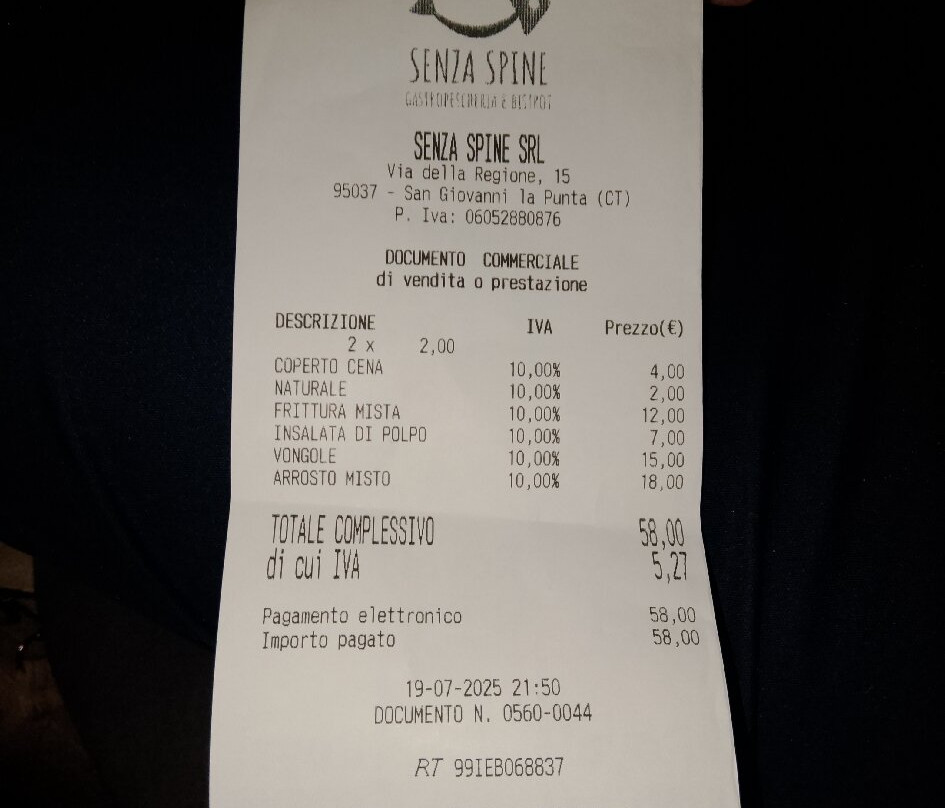 SENZA SPINE
GASTROPESCHERIA & BISTROT
SENZA SPINE SRL
Via della Regione, 15
95037 - San Giovanni la Punta (CT)
P. Iva: 06052880876
DOCUMENTO COMMERCIALE
di vendita o prestazione
DESCRIZIONE IVA Prezzo(€)
2 x 2,00
COPERTO CENA 10,00% 4,00
NATURALE 10,00% 2,00
FRITTURA MISTA 10,00% 12,00
INSALATA DI POLPO 10,00% 7,00
VONGOLE 10,00% 15,00
ARROSTO MISTO 10,00% 18,00
TOTALE COMPLESSIVO 58,00
di cui IVA 5,27
Pagamento elettronico 58,00
Importo pagato 58,00
19-07-2025 21:50
DOCUMENTO N. 0560-0044
RT 99IEB068837